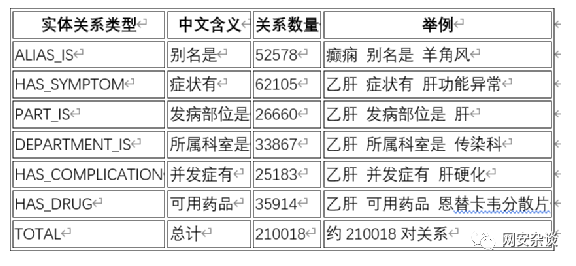 实体关系类型 中文含义 关系数量 举例
ALIAS_IS 别名是 52578 癫痫 别名是 羊角风
HAS_SYMPTOM 症状有 62105 乙肝 症状有 肝功能异常
PART_IS 发病部位是 26660 乙肝 发病部位是 肝
DEPARTMENT_IS 所属科室是 33867 乙肝 所属科室是 传染科
HAS_COMPLICATION 并发症有 25183 乙肝 并发症有 肝硬化
HAS_DRUG 可用药品 35914 乙肝 可用药品 恩替卡韦分散片
TOTAL 总计 210018 约 210018 对关系
网安杂谈